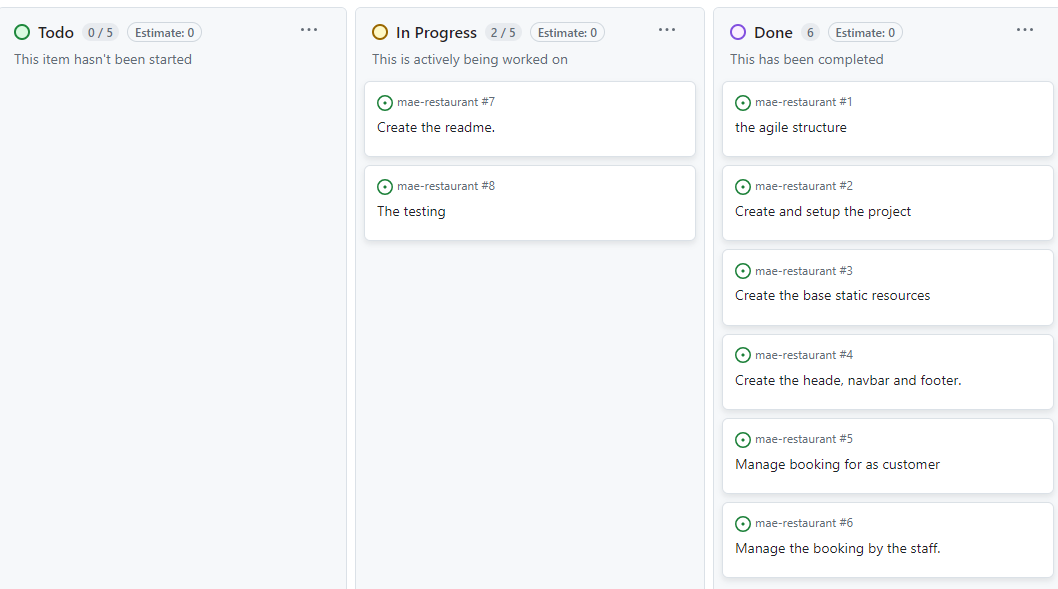 Todo 0 / 5 Estimate: 0
This item hasn't been started
In Progress 2 / 5 Estimate: 0
This is actively being worked on
mae-restaurant #7
Create the readme.
mae-restaurant #8
The testing
Done 6 Estimate: 0
This has been completed
mae-restaurant #1
the agile structure
mae-restaurant #2
Create and setup the project
mae-restaurant #3
Create the base static resources
mae-restaurant #4
Create the heade, navbar and footer.
mae-restaurant #5
Manage booking for as customer
mae-restaurant #6
Manage the booking by the staff.